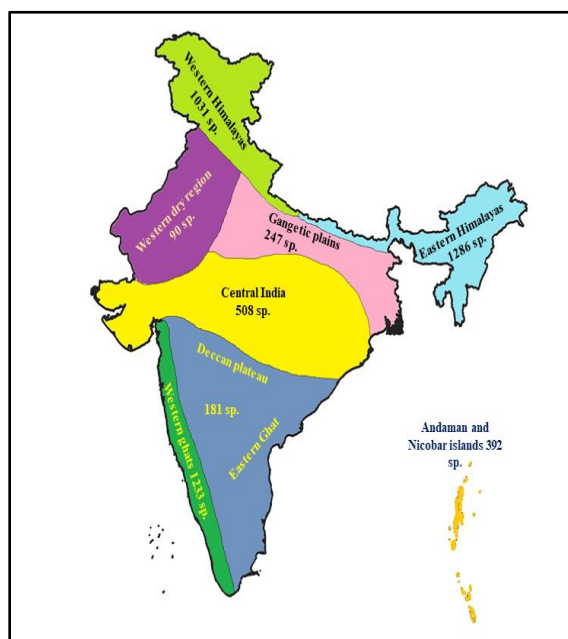 Western Himalayas
1031 sp.
Western dry region
90 sp.
Gangetic plains
247 sp.
Eastern Himalayas
1286 sp.
Central India
508 sp.
Deccan plateau
181 sp.
Eastern Ghat
Western ghats 1233 sp.
Andaman and
Nicobar islands 392
sp.